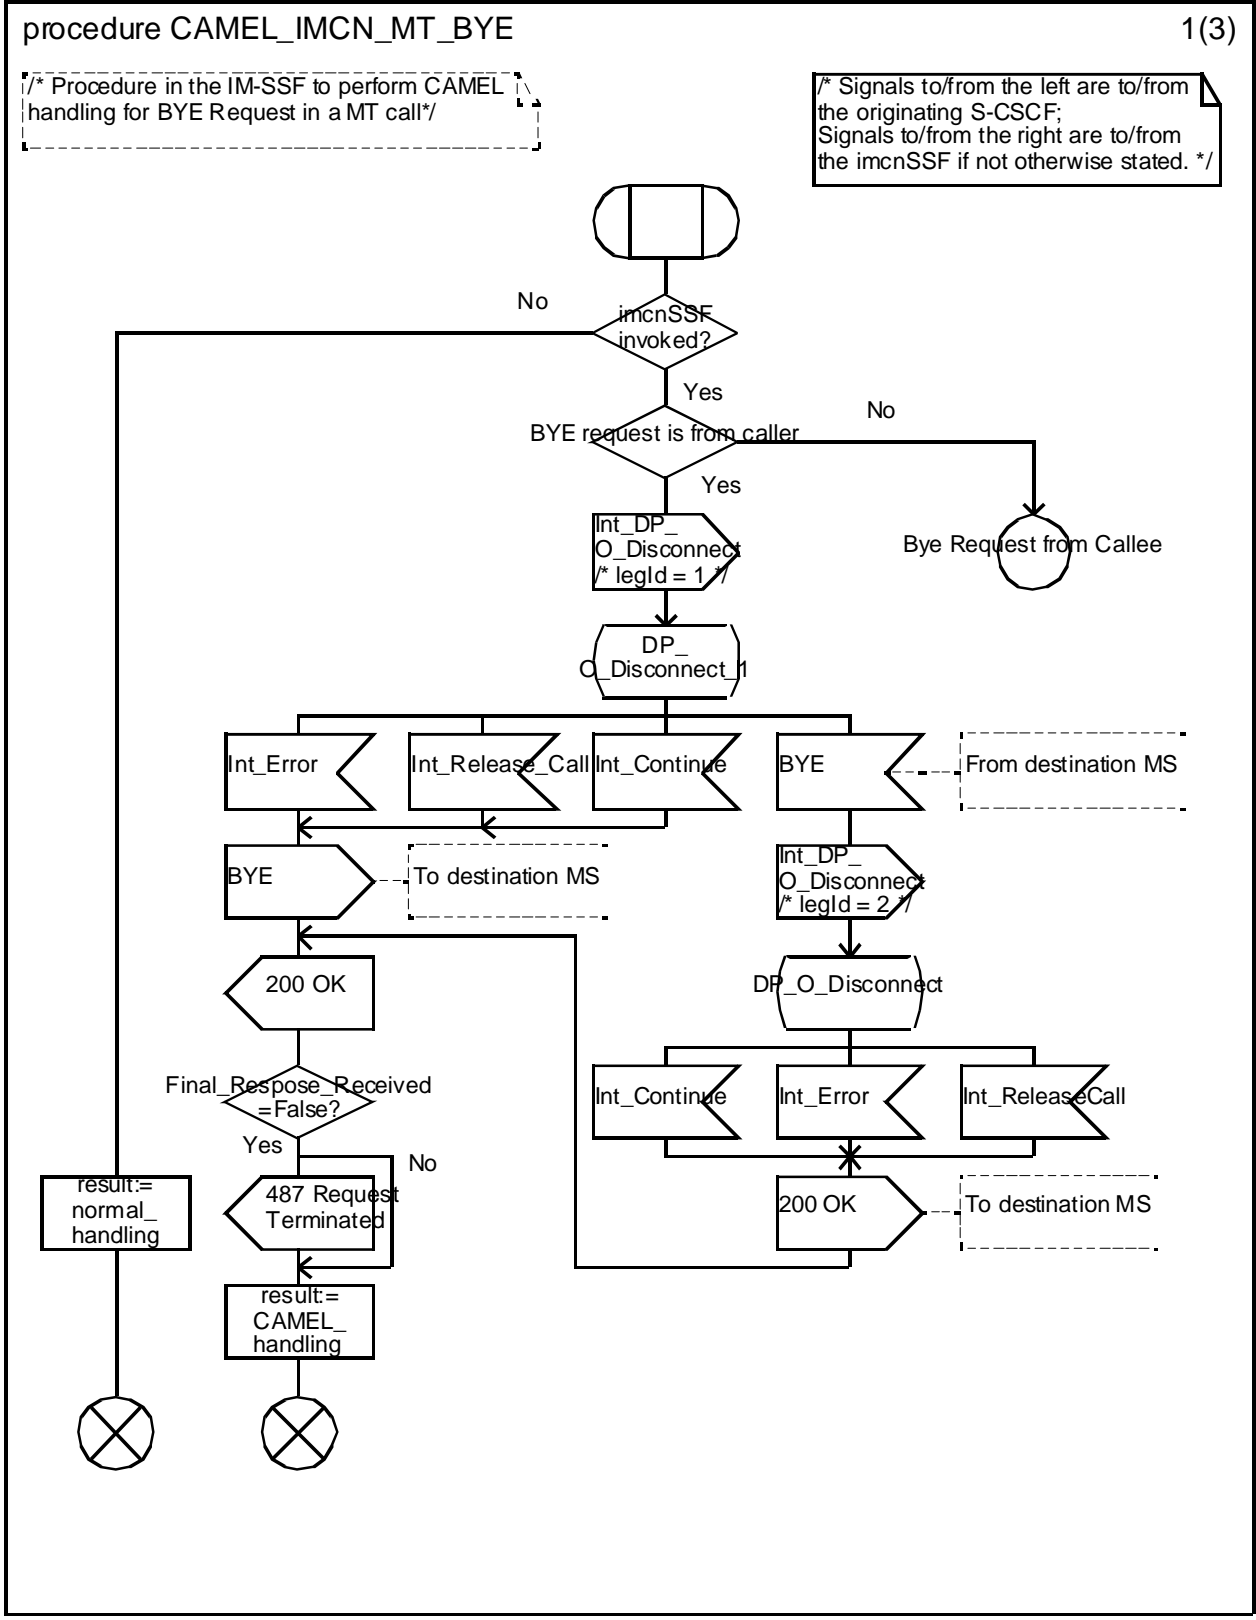 procedure CAMEL_IMCN_MT_BYE
1(3)
/* Procedure in the IM-SSF to perform CAMEL
handling for BYE Request in a MT call*/
/* Signals to/from the left are to/from
the originating S-CSCF;
Signals to/from the right are to/from
the imcnSSF if not otherwise stated. */
No
imcnSSF
invoked?
Yes
No
BYE request is from caller
Yes
Int_DP_
O_Disconnect
/* legId = 1 */
Bye Request from Callee
DP_
O_Disconnect_1
Int_Error
Int_Release_Call
Int_Continue
BYE
From destination MS
BYE
To destination MS
Int_DP_
O_Disconnect
/* legId = 2 */
200 OK
DP_O_Disconnect
Final_Respose_Received
=False?
Int_Continue
Int_Error
Int_ReleaseCall
Yes
No
result:=
normal_
handling
487 Request
Terminated
200 OK
To destination MS
result:=
CAMEL_
handling